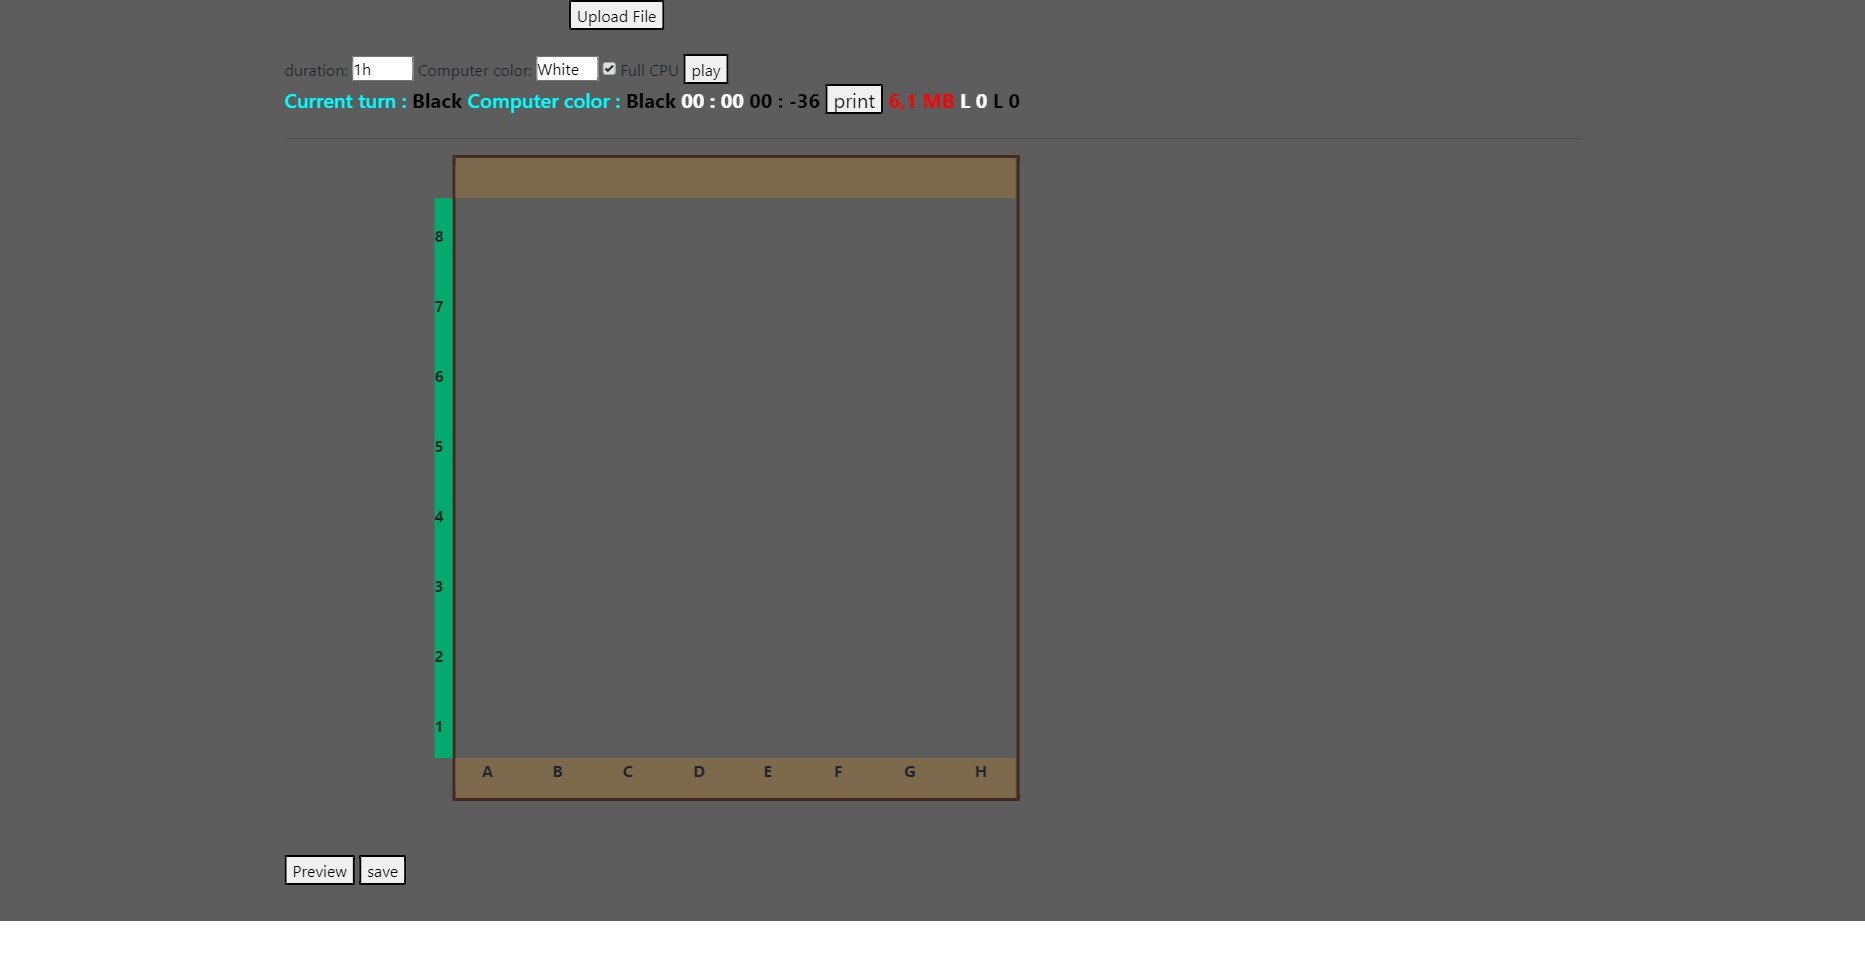 Upload File
duration: 1h Computer color: White Full CPU play
Current turn : Black Computer color : Black 00 : 00 00 : -36 print 6,1 MB L 0 L 0
8
7
6
5
4
3
2
1
A B C D E F G H
Preview save